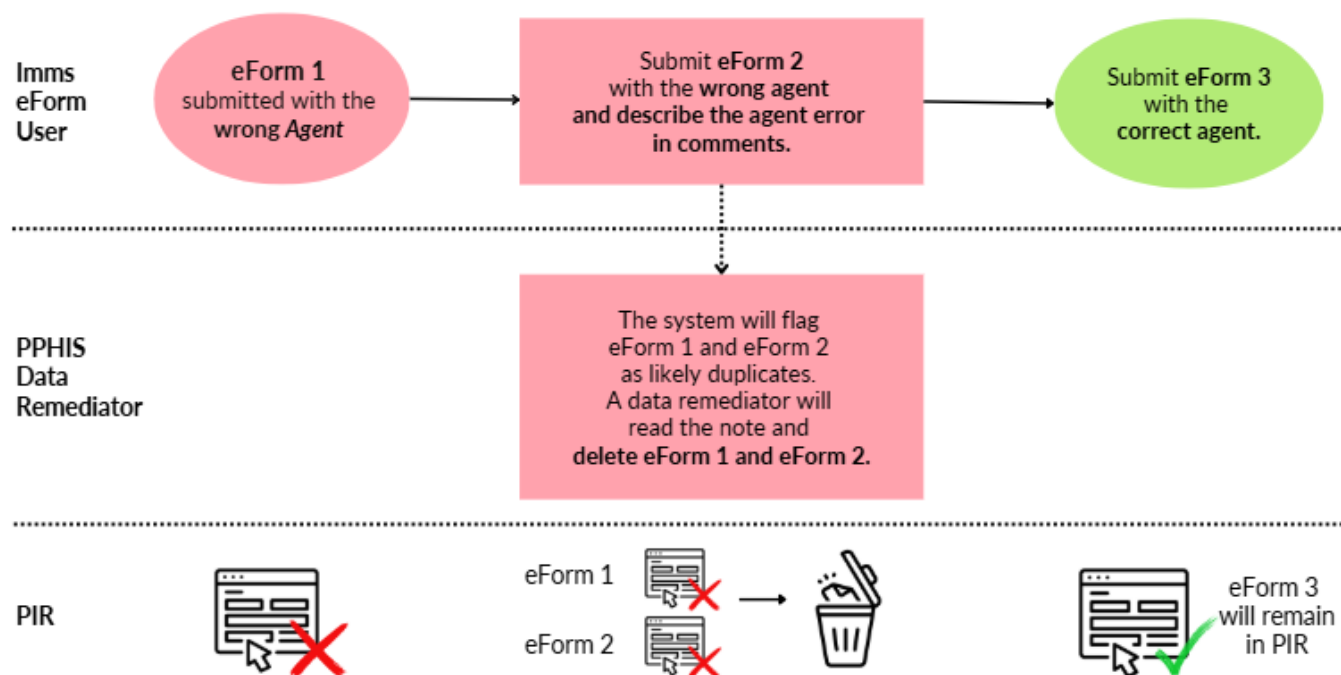 Imms
eForm
User
eForm 1
submitted with the
wrong Agent
Submit eForm 2
with the wrong agent
and describe the agent error
in comments.
Submit eForm 3
with the
correct agent.
PPHIS
Data
Remediator
The system will flag
eForm 1 and eForm 2
as likely duplicates.
A data remediator will
read the note and
delete eForm 1 and eForm 2.
PIR
eForm 1
eForm 2
eForm 3
will remain
in PIR